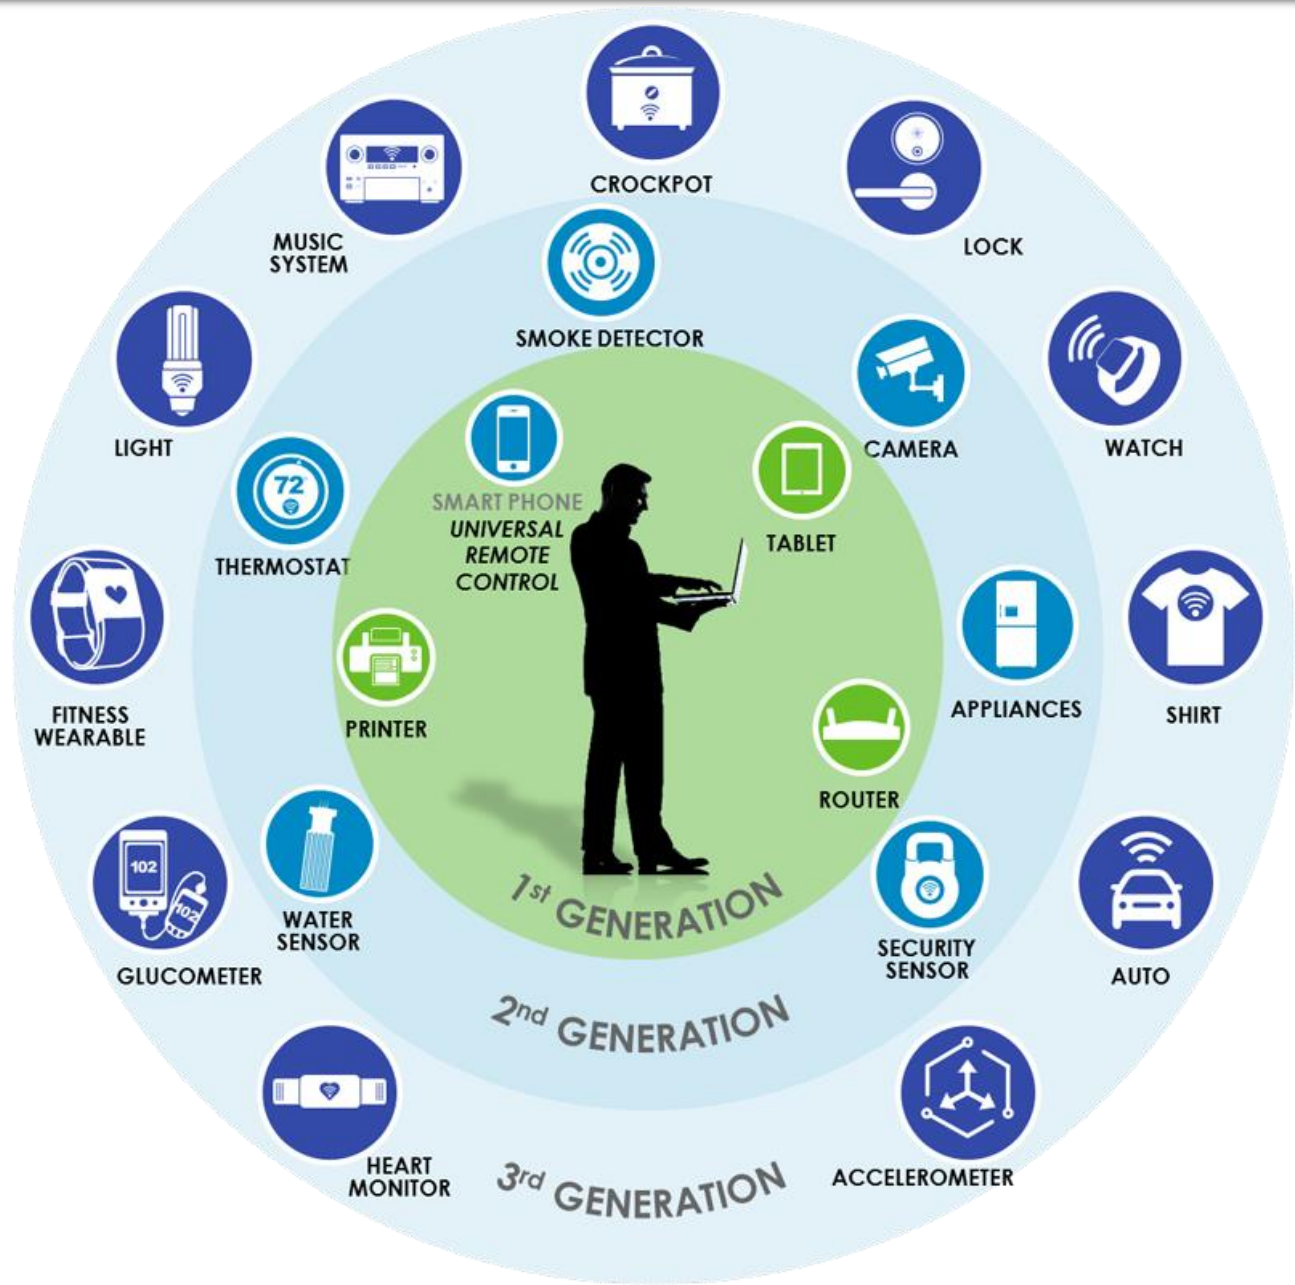 CROCKPOT
MUSIC
SYSTEM
LOCK
SMOKE DETECTOR
LIGHT
CAMERA
WATCH
72
THERMOSTAT
SMART PHONE
UNIVERSAL
REMOTE
CONTROL
TABLET
FITNESS
WEARABLE
PRINTER
APPLIANCES
SHIRT
ROUTER
102
102
GLUCOMETER
WATER
SENSOR
1st GENERATION
SECURITY
SENSOR
AUTO
2nd GENERATION
HEART
MONITOR
3rd GENERATION
ACCELEROMETER